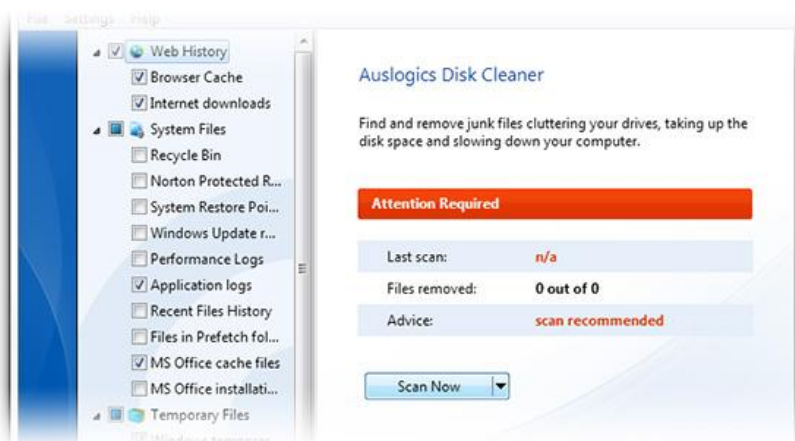 File Settings Help
Web History
Browser Cache
Internet downloads
System Files
Recycle Bin
Norton Protected R...
System Restore Poi...
Windows Update r...
Performance Logs
Application logs
Recent Files History
Files in Prefetch fol...
MS Office cache files
MS Office installati...
Temporary Files
Auslogics Disk Cleaner
Find and remove junk files cluttering your drives, taking up the
disk space and slowing down your computer.
Attention Required
Last scan: n/a
Files removed: 0 out of 0
Advice: scan recommended
Scan Now